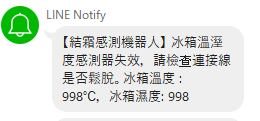 LINE Notify
【結霜感測機器人】冰箱溫溼
度感測器失效，請檢查連接線
是否鬆脫。冰箱溫度：
998°C，冰箱濕度: 998